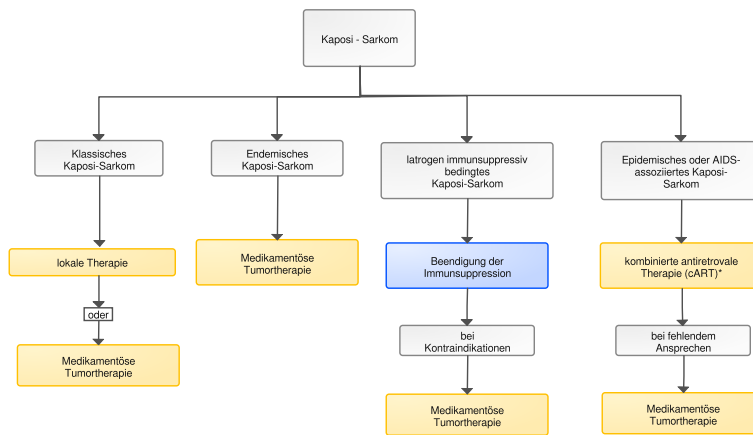 Kaposi - Sarkom
Klassisches
Kaposi-Sarkom
Endemisches
Kaposi-Sarkom
Iatrogen immunsuppressiv
bedingtes
Kaposi-Sarkom
Epidemisches oder AIDS-
assoziiertes Kaposi-
Sarkom
lokale Therapie
Medikamentöse
Tumortherapie
Beendigung der
Immunsuppression
kombinierte antiretrovale
Therapie (cART)*
oder
bei
Kontraindikationen
bei fehlendem
Ansprechen
Medikamentöse
Tumortherapie
Medikamentöse
Tumortherapie
Medikamentöse
Tumortherapie